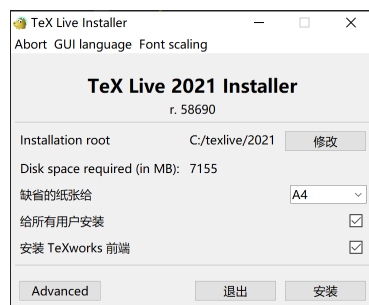 TeX Live Installer
Abort GUI language Font scaling
TeX Live 2021 Installer
r. 58690
Installation root C:/texlive/2021 修改
Disk space required (in MB): 7155
缺省的纸张给 A4
给所有用户安装
安装 TeXworks 前端
Advanced 退出 安装